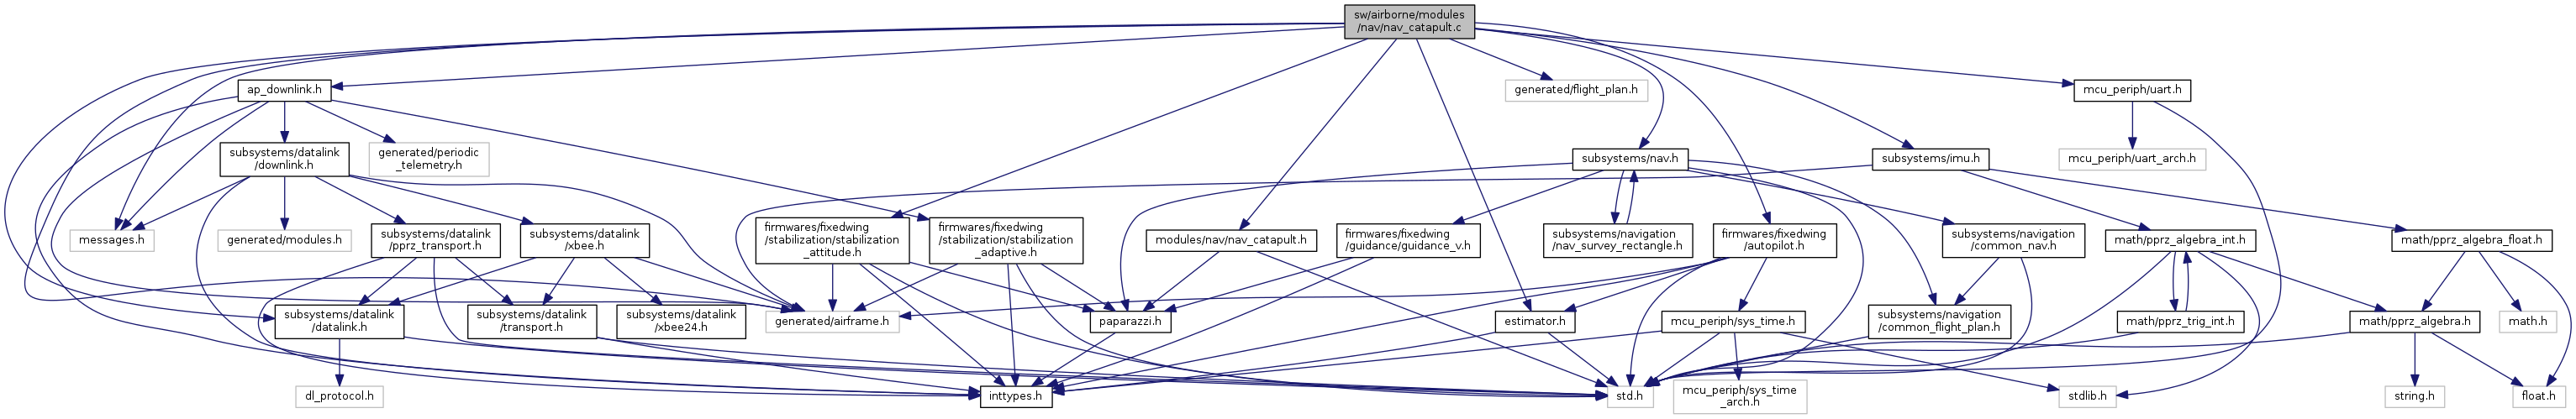 sw/airborne/modules
/nav/nav_catapult.c
ap_downlink.h
generated/flight_plan.h
mcu_periph/uart.h
subsystems/datalink
/downlink.h
generated/periodic
_telemetry.h
subsystems/nav.h
subsystems/imu.h
mcu_periph/uart_arch.h
messages.h
generated/modules.h
subsystems/datalink
/pprz_transport.h
subsystems/datalink
/xbee.h
firmwares/fixedwing
/stabilization/stabilization
_attitude.h
firmwares/fixedwing
/stabilization/stabilization
_adaptive.h
modules/nav/nav_catapult.h
firmwares/fixedwing
/guidance/guidance_v.h
subsystems/navigation
/nav_survey_rectangle.h
firmwares/fixedwing
/autopilot.h
subsystems/navigation
/common_nav.h
math/pprz_algebra_int.h
math/pprz_algebra_float.h
subsystems/datalink
/datalink.h
subsystems/datalink
/transport.h
subsystems/datalink
/xbee24.h
generated/airframe.h
paparazzi.h
estimator.h
mcu_periph/sys_time.h
subsystems/navigation
/common_flight_plan.h
math/pprz_trig_int.h
math/pprz_algebra.h
math.h
dl_protocol.h
inttypes.h
std.h
mcu_periph/sys_time
_arch.h
stdlib.h
string.h
float.h